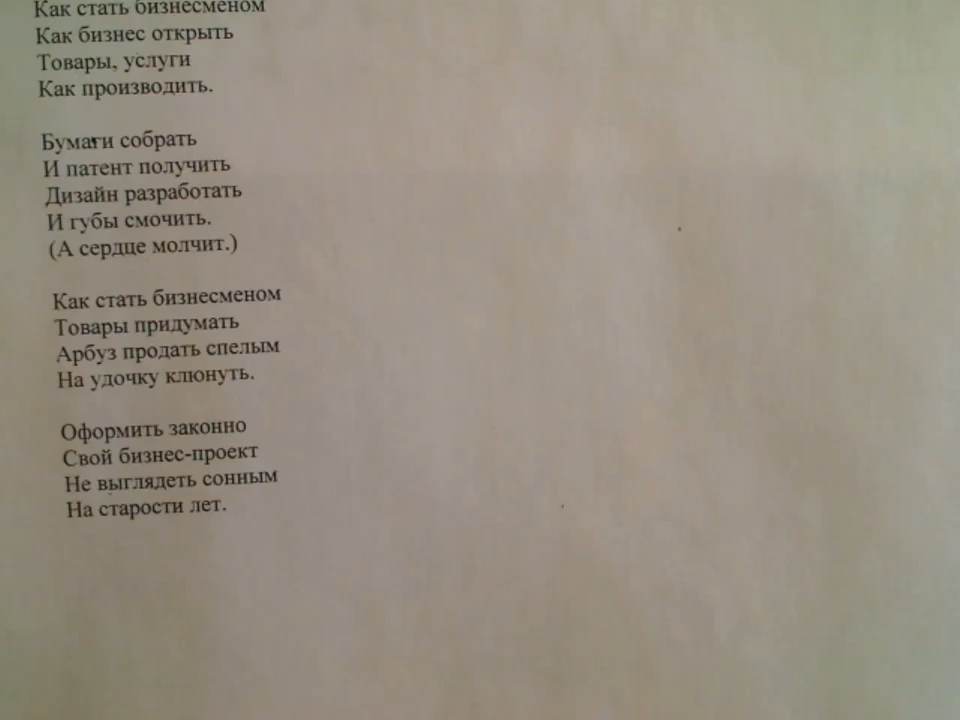 Как стать бизнесменом
Как бизнес открыть
Товары, услуги
Как производить.
Бумаги собрать
И патент получить
Дизайн разработать
И губы смочить.
(А сердце молчит.)
Как стать бизнесменом
Товары придумать
Арбуз продать спелым
На удочку клюнуть.
Оформить законно
Свой бизнес-проект
Не выглядеть сонным
На старости лет.